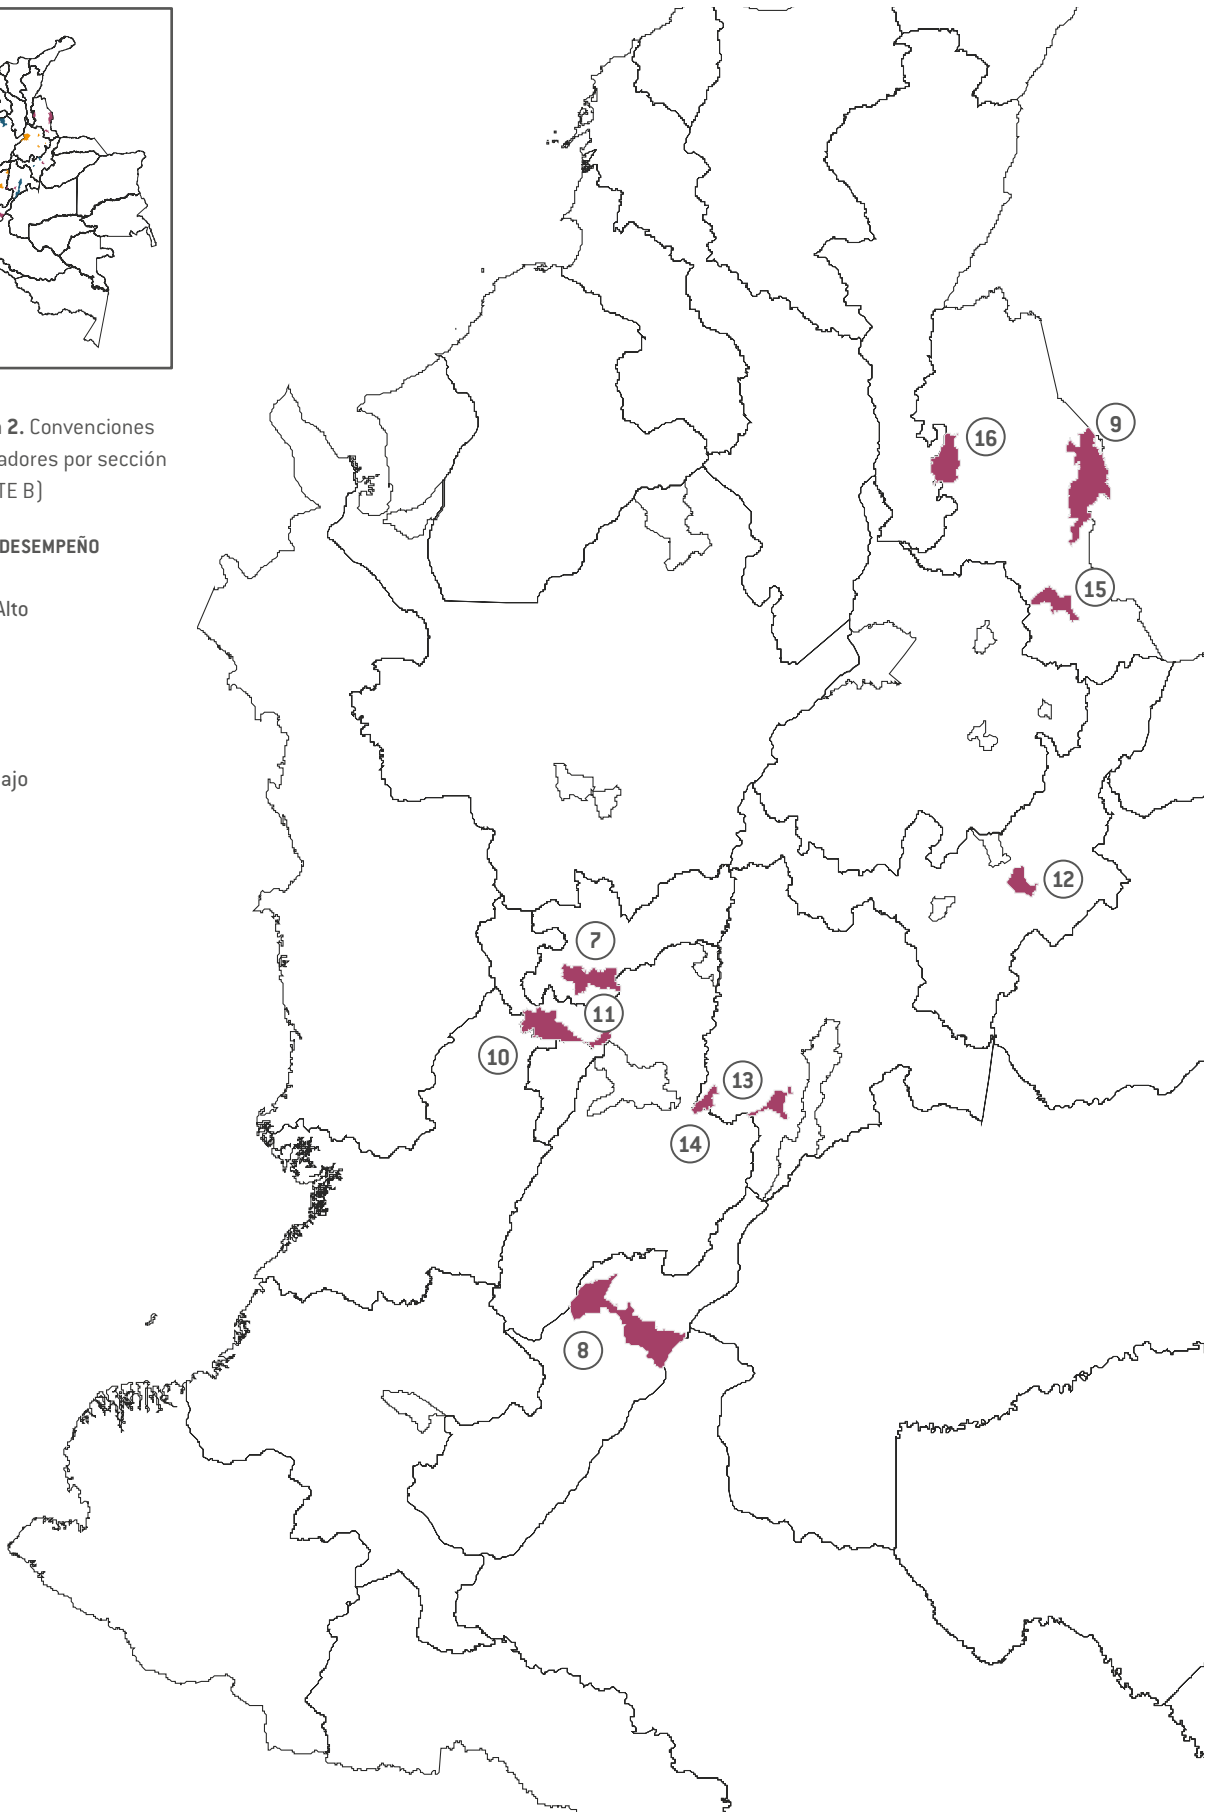 2. Convenciones
adores por sección
TE B)
DESEMPEÑO
Alto
ajo
16
9
15
12
7
11
10
13
14
8